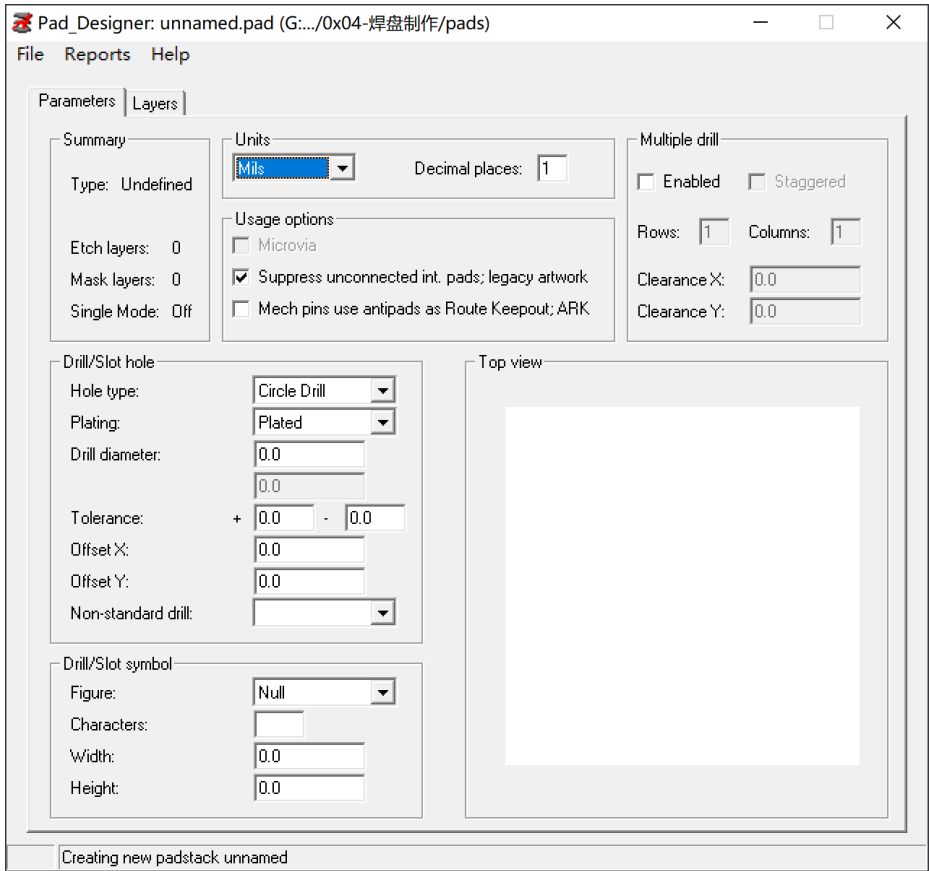 Pad_Designer: unnamed.pad (G:.../0x04-焊盘制作/pads)
File Reports Help
Parameters Layers
Summary
Type: Undefined
Etch layers: 0
Mask layers: 0
Single Mode: Off
Units
Mils
Decimal places: 1
Usage options
Microvia
Suppress unconnected int. pads; legacy artwork
Mech pins use antipads as Route Keepout; ARK
Multiple drill
Enabled Staggered
Rows: 1 Columns: 1
Clearance X: 0.0
Clearance Y: 0.0
Drill/Slot hole
Hole type: Circle Drill
Plating: Plated
Drill diameter: 0.0
0.0
Tolerance: + 0.0 - 0.0
Offset X: 0.0
Offset Y: 0.0
Non-standard drill:
Drill/Slot symbol
Figure: Null
Characters:
Width: 0.0
Height: 0.0
Top view
Creating new padstack unnamed